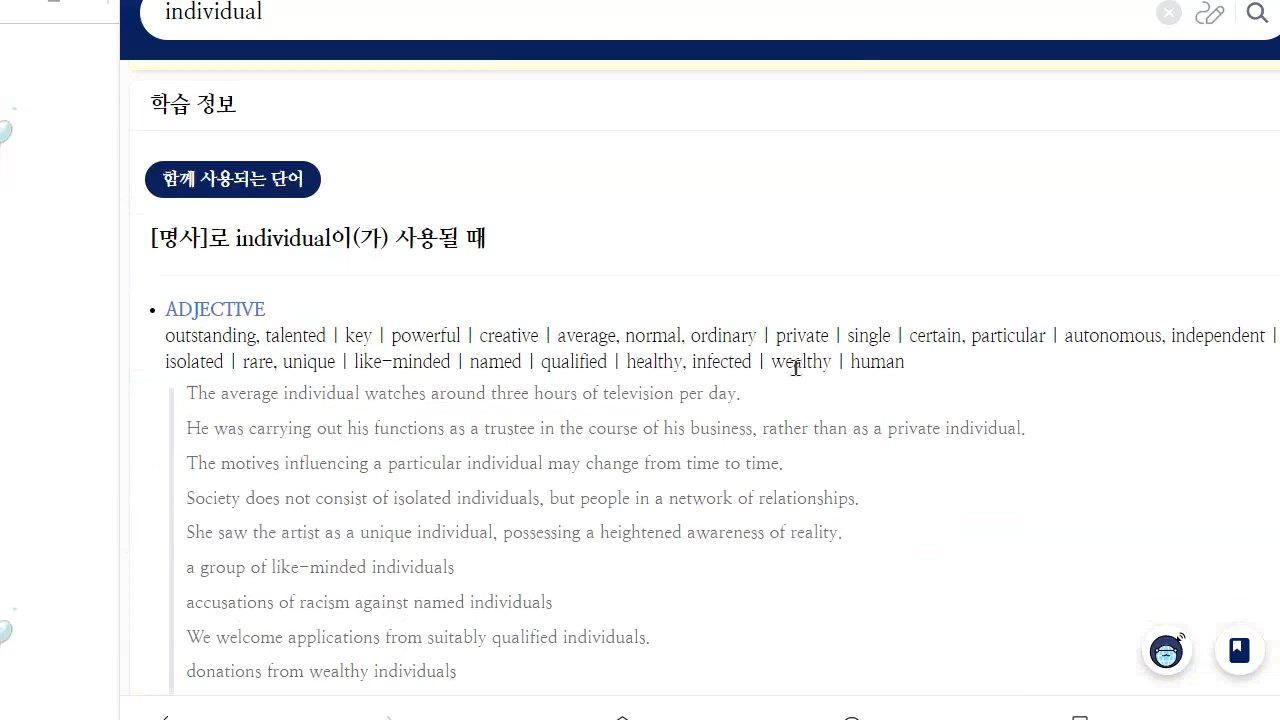 individual
학습 정보
함께 사용되는 단어
[명사]로 individual이(가) 사용될 때
• ADJECTIVE
outstanding, talented | key | powerful | creative | average, normal, ordinary | private | single | certain, particular | autonomous, independent |
isolated | rare, unique | like-minded | named | qualified | healthy, infected | wealthy | human
The average individual watches around three hours of television per day.
He was carrying out his functions as a trustee in the course of his business, rather than as a private individual.
The motives influencing a particular individual may change from time to time.
Society does not consist of isolated individuals, but people in a network of relationships.
She saw the artist as a unique individual, possessing a heightened awareness of reality.
a group of like-minded individuals
accusations of racism against named individuals
We welcome applications from suitably qualified individuals.
donations from wealthy individuals